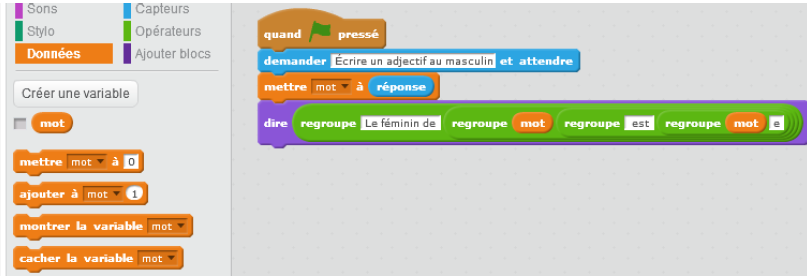 Sons Capteurs
Stylo Opérateurs
Données Ajouter blocs
Créer une variable
mot
mettre mot à 0
ajouter à mot 1
montrer la variable mot
cacher la variable mot
quand pressé
demander Écrire un adjectif au masculin et attendre
mettre mot à réponse
dire regroupe Le féminin de regroupe mot regroupe est regroupe mot e